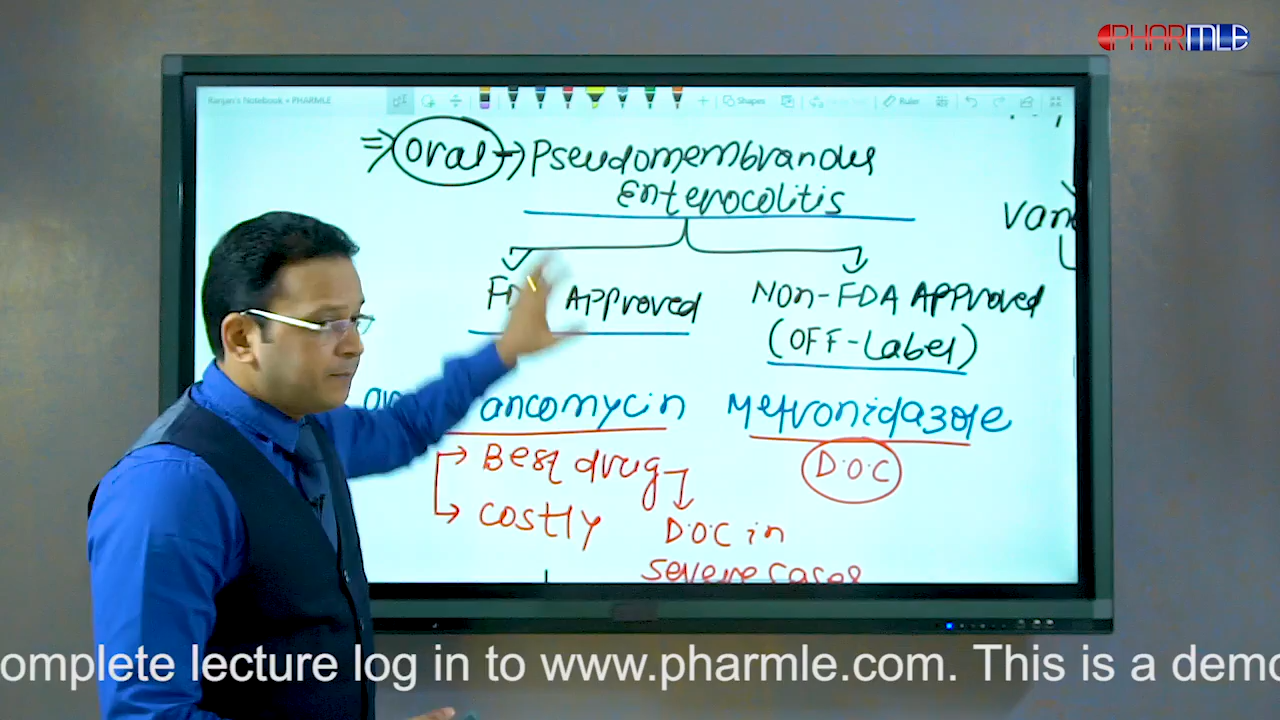 PHARMLE
Ranjan's Notebook • PHARMLE
Shapes
Ruler
⇒ Oral → Pseudomembranous
Enterocolitis
Van
APProved
Non-FDA APProved
(OFF-Label)
ancomycin
Metronidazole
→ Best drug
D.O.C
→ costly
D.O.C in
severe cases
omplete lecture log in to www.pharmle.com. This is a demo